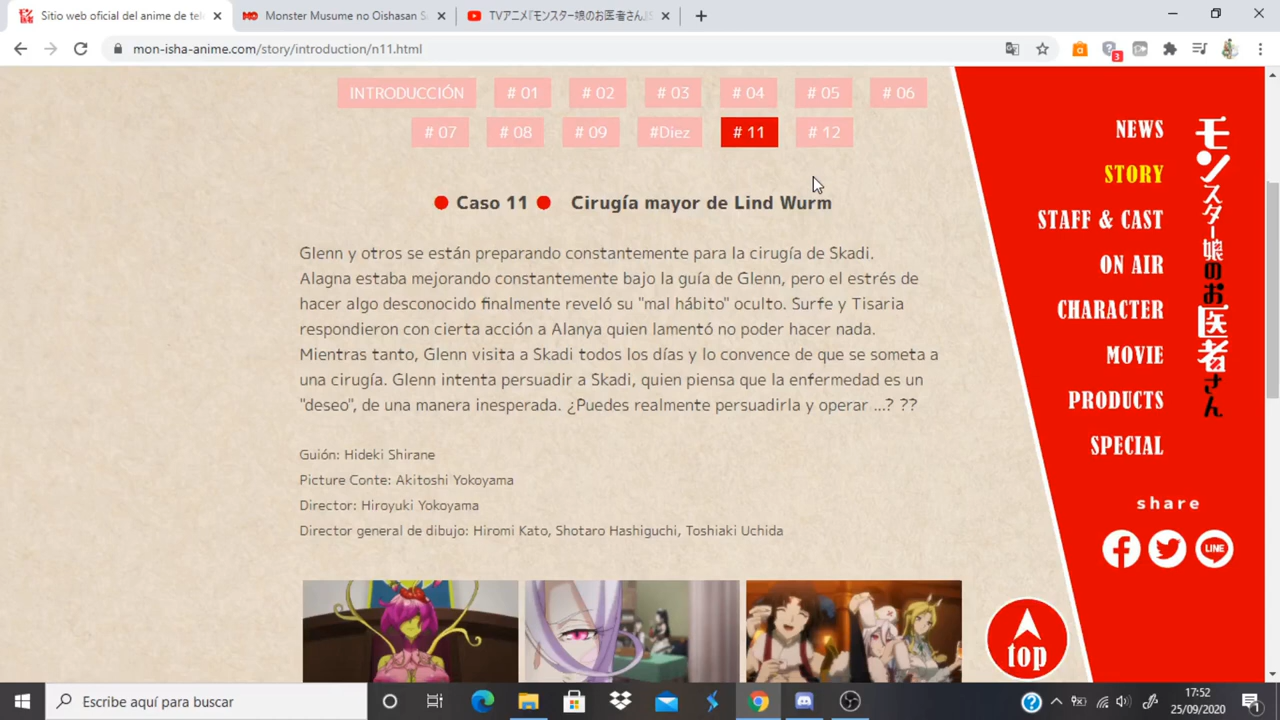 Sitio web oficial del anime de tel
Monster Musume no Oishasan S
TVアニメ『モンスター娘のお医者さん』S
mon-isha-anime.com/story/introduction/n11.html
3
INTRODUCCIÓN
# 01
# 02
# 03
# 04
# 05
# 06
# 07
# 08
# 09
#Diez
# 11
# 12
Caso 11
Cirugía mayor de Lind Wurm
Glenn y otros se están preparando constantemente para la cirugía de Skadi.
Alagna estaba mejorando constantemente bajo la guía de Glenn, pero el estrés de
hacer algo desconocido finalmente reveló su "mal hábito" oculto. Surfe y Tisaria
respondieron con cierta acción a Alanya quien lamentó no poder hacer nada.
Mientras tanto, Glenn visita a Skadi todos los días y lo convence de que se someta a
una cirugía. Glenn intenta persuadir a Skadi, quien piensa que la enfermedad es un
"deseo", de una manera inesperada. ¿Puedes realmente persuadirla y operar ...? ??
Guión: Hideki Shirane
Picture Conte: Akitoshi Yokoyama
Director: Hiroyuki Yokoyama
Director general de dibujo: Hiromi Kato, Shotaro Hashiguchi, Toshiaki Uchida
NEWS
STORY
STAFF & CAST
ON AIR
CHARACTER
MOVIE
PRODUCTS
SPECIAL
モンスター娘のお医者さん
share
LINE
top
Escribe aquí para buscar
17:52
25/09/2020
1